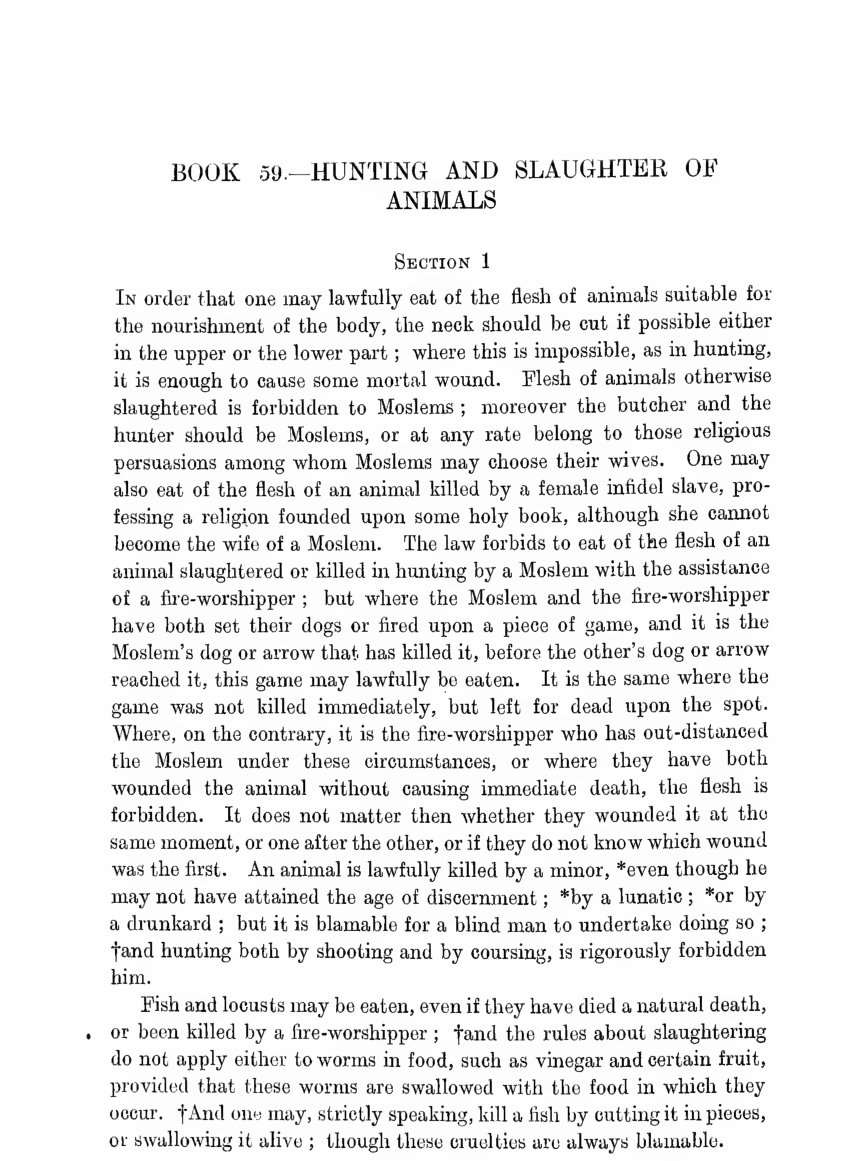 BOOK 59.—HUNTING AND SLAUGHTER OF
ANIMALS
SECTION 1
IN order that one may lawfully eat of the flesh of animals suitable for
the nourishment of the body, the neck should be cut if possible either
in the upper or the lower part ; where this is impossible, as in hunting,
it is enough to cause some mortal wound. Flesh of animals otherwise
slaughtered is forbidden to Moslems ; moreover the butcher and the
hunter should be Moslems, or at any rate belong to those religious
persuasions among whom Moslems may choose their wives. One may
also eat of the flesh of an animal killed by a female infidel slave, pro-
fessing a religion founded upon some holy book, although she cannot
become the wife of a Moslem. The law forbids to eat of the flesh of an
animal slaughtered or killed in hunting by a Moslem with the assistance
of a fire-worshipper ; but where the Moslem and the fire-worshipper
have both set their dogs or fired upon a piece of game, and it is the
Moslem's dog or arrow that has killed it, before the other's dog or arrow
reached it, this game may lawfully be eaten. It is the same where the
game was not killed immediately, but left for dead upon the spot.
Where, on the contrary, it is the fire-worshipper who has out-distanced
the Moslem under these circumstances, or where they have both
wounded the animal without causing immediate death, the flesh is
forbidden. It does not matter then whether they wounded it at the
same moment, or one after the other, or if they do not know which wound
was the first. An animal is lawfully killed by a minor, *even though he
may not have attained the age of discernment ; *by a lunatic ; *or by
a drunkard ; but it is blamable for a blind man to undertake doing so ;
†and hunting both by shooting and by coursing, is rigorously forbidden
him.
Fish and locusts may be eaten, even if they have died a natural death,
or been killed by a fire-worshipper ; †and the rules about slaughtering
do not apply either to worms in food, such as vinegar and certain fruit,
provided that these worms are swallowed with the food in which they
occur. †And one may, strictly speaking, kill a fish by cutting it in pieces,
or swallowing it alive ; though these cruelties are always blamable.